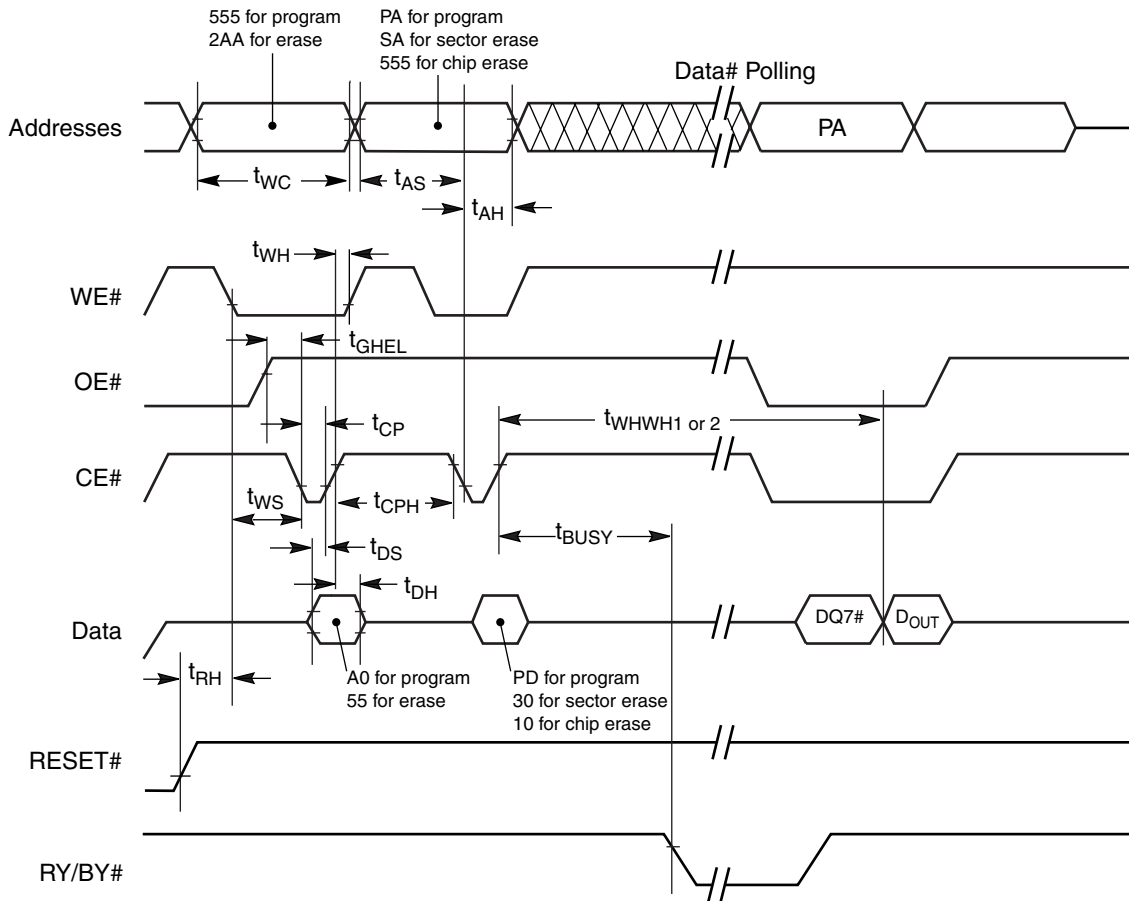 555 for program
2AA for erase
PA for program
SA for sector erase
555 for chip erase
Data# Polling
Addresses
PA
tWC
tAS
tAH
tWH
WE#
tGHEL
OE#
tWHWH1 or 2
tCP
CE#
tWS
tCPH
tBUSY
tDS
tDH
Data
DQ7#
DOUT
tRH
A0 for program
55 for erase
PD for program
30 for sector erase
10 for chip erase
RESET#
RY/BY#